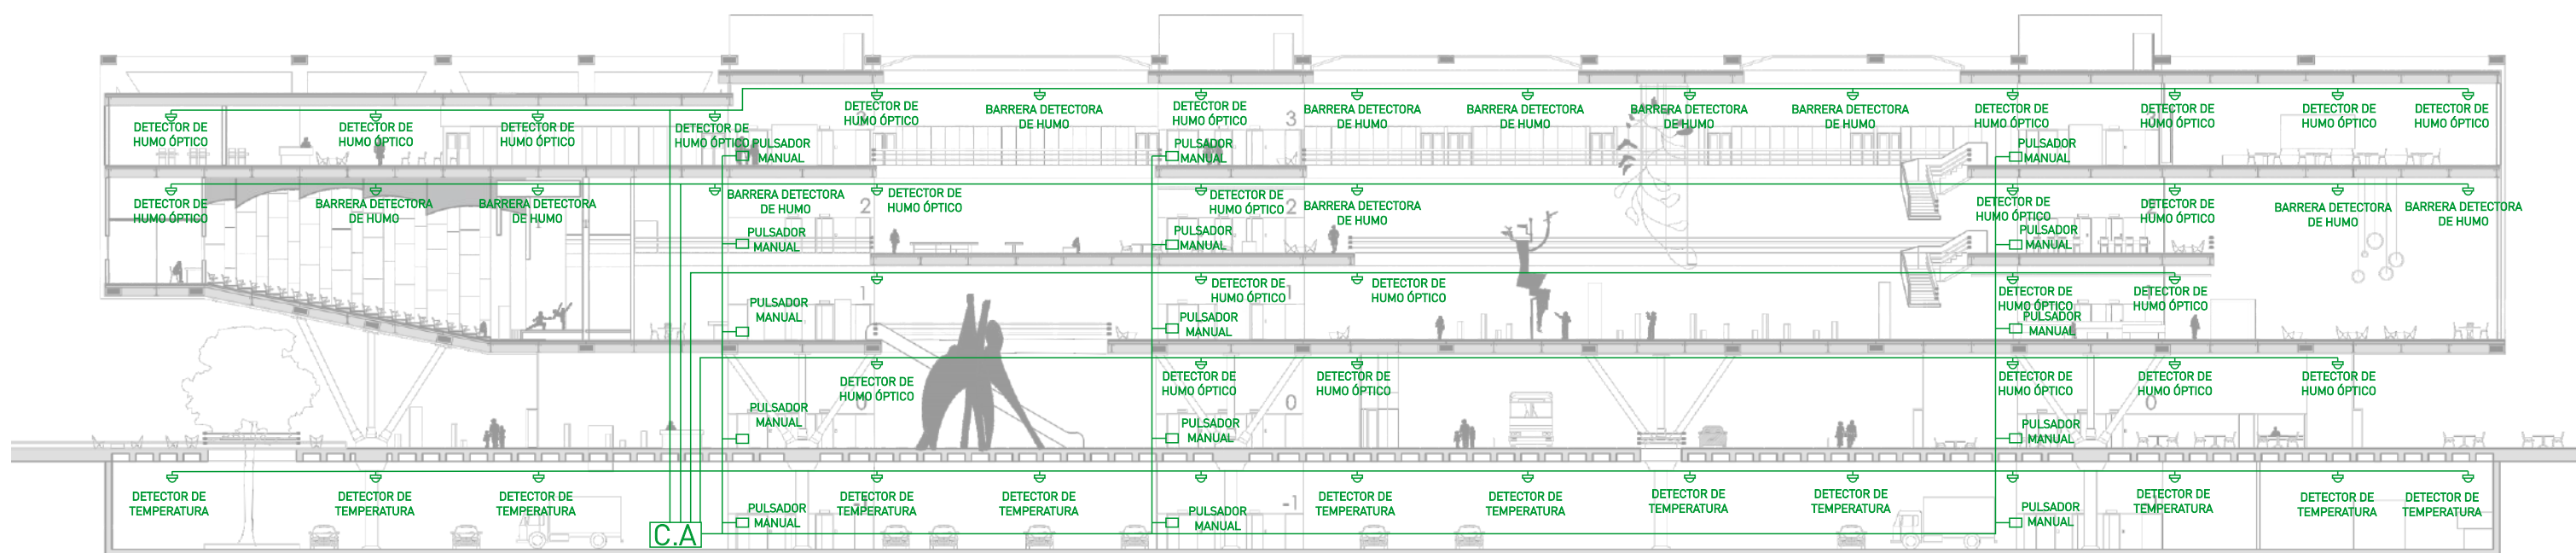 DETECTOR DE
HUMO ÓPTICO
DETECTOR DE
HUMO ÓPTICO
DETECTOR DE
HUMO ÓPTICO
DETECTOR DE
HUMO ÓPTICO
DETECTOR DE
HUMO ÓPTICO
BARRERA DETECTORA
DE HUMO
DETECTOR DE
HUMO ÓPTICO
BARRERA DETECTORA
DE HUMO
BARRERA DETECTORA
DE HUMO
BARRERA DETECTORA
DE HUMO
BARRERA DETECTORA
DE HUMO
DETECTOR DE
HUMO ÓPTICO
DETECTOR DE
HUMO ÓPTICO
DETECTOR DE
HUMO ÓPTICO
DETECTOR DE
HUMO ÓPTICO
3
PULSADOR
MANUAL
PULSADOR
MANUAL
PULSADOR
MANUAL
DETECTOR DE
HUMO ÓPTICO
BARRERA DETECTORA
DE HUMO
BARRERA DETECTORA
DE HUMO
BARRERA DETECTORA
DE HUMO
DETECTOR DE
HUMO ÓPTICO
DETECTOR DE
HUMO ÓPTICO
BARRERA DETECTORA
DE HUMO
DETECTOR DE
HUMO ÓPTICO
DETECTOR DE
HUMO ÓPTICO
BARRERA DETECTORA
DE HUMO
BARRERA DETECTORA
DE HUMO
2
2
PULSADOR
MANUAL
PULSADOR
MANUAL
PULSADOR
MANUAL
DETECTOR DE
HUMO ÓPTICO
DETECTOR DE
HUMO ÓPTICO
DETECTOR DE
HUMO ÓPTICO
DETECTOR DE
HUMO ÓPTICO
1
1
PULSADOR
MANUAL
PULSADOR
MANUAL
PULSADOR
MANUAL
DETECTOR DE
HUMO ÓPTICO
DETECTOR DE
HUMO ÓPTICO
DETECTOR DE
HUMO ÓPTICO
DETECTOR DE
HUMO ÓPTICO
DETECTOR DE
HUMO ÓPTICO
DETECTOR DE
HUMO ÓPTICO
0
0
0
PULSADOR
MANUAL
PULSADOR
MANUAL
PULSADOR
MANUAL
DETECTOR DE
TEMPERATURA
DETECTOR DE
TEMPERATURA
DETECTOR DE
TEMPERATURA
DETECTOR DE
TEMPERATURA
DETECTOR DE
TEMPERATURA
DETECTOR DE
TEMPERATURA
DETECTOR DE
TEMPERATURA
DETECTOR DE
TEMPERATURA
DETECTOR DE
TEMPERATURA
DETECTOR DE
TEMPERATURA
DETECTOR DE
TEMPERATURA
DETECTOR DE
TEMPERATURA
-1
PULSADOR
MANUAL
PULSADOR
MANUAL
PULSADOR
MANUAL
C.A